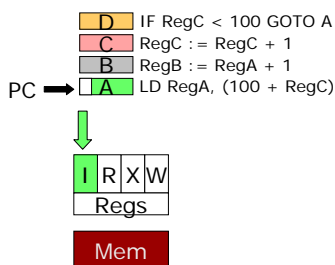 D IF RegC < 100 GOTO A
C RegC := RegC + 1
B RegB := RegA + 1
PC A LD RegA, (100 + RegC)
I R X W
Regs
Mem